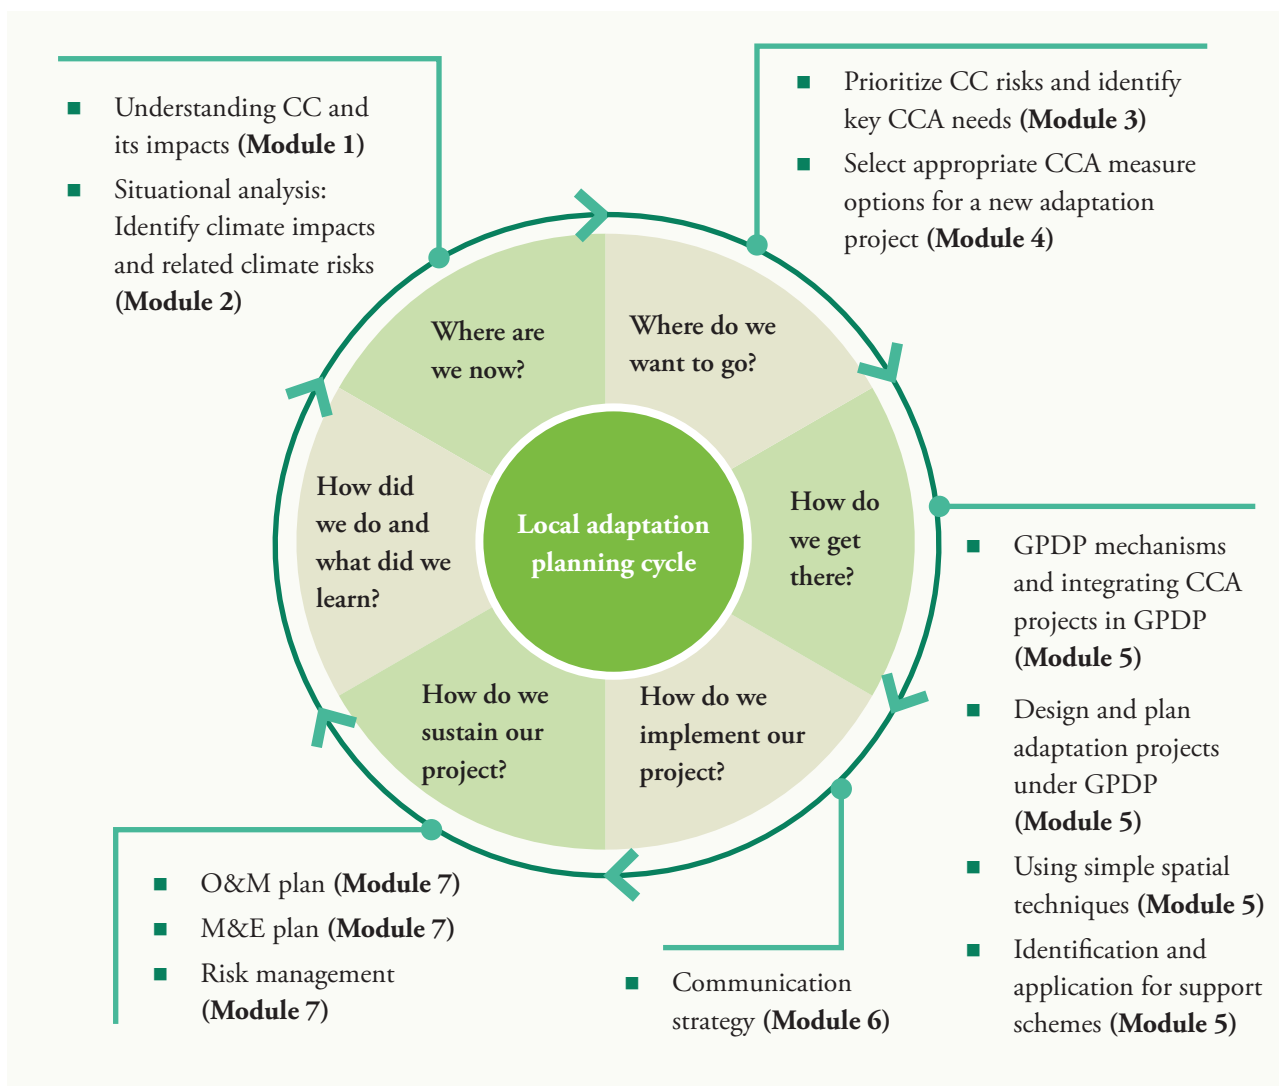 Understanding CC and
its impacts (Module 1)
Situational analysis:
Identify climate impacts
and related climate risks
(Module 2)
Prioritize CC risks and identify
key CCA needs (Module 3)
Select appropriate CCA measure
options for a new adaptation
project (Module 4)
Where are
we now?
Where do we
want to go?
How do
we get
there?
How do we
implement our
project?
How do we
sustain our
project?
How did
we do and
what did we
learn?
Local adaptation
planning cycle
GPDP mechanisms
and integrating CCA
projects in GPDP
(Module 5)
Design and plan
adaptation projects
under GPDP
(Module 5)
Using simple spatial
techniques (Module 5)
Identification and
application for support
schemes (Module 5)
Communication
strategy (Module 6)
O&M plan (Module 7)
M&E plan (Module 7)
Risk management
(Module 7)